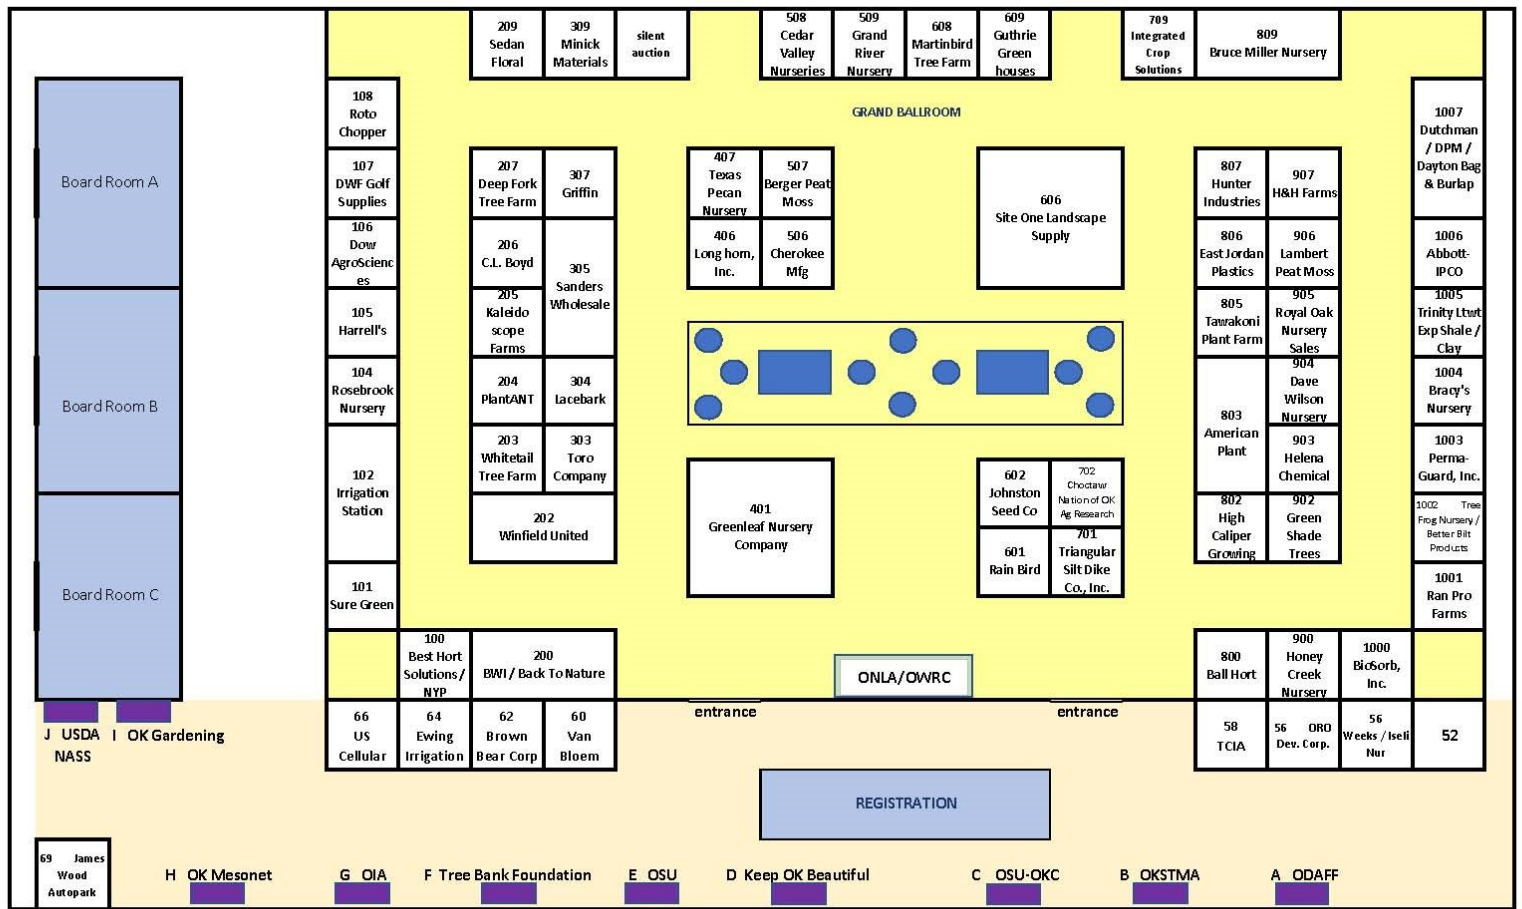 209
Sedan
Floral
309
Minick
Materials
silent
auction
508
Cedar
Valley
Nurseries
509
Grand
River
Nursery
608
Martinbird
Tree Farm
609
Guthrie
Green
houses
709
Integrated
Crop
Solutions
809
Bruce Miller Nursery
GRAND BALLROOM
Board Room A
Board Room B
Board Room C
108
Roto
Chopper
107
DWF Golf
Supplies
106
Dow
AgroScienc
es
105
Harrell's
104
Rosebrook
Nursery
102
Irrigation
Station
101
Sure Green
207
Deep Fork
Tree Farm
307
Griffin
206
C.L. Boyd
305
Sanders
Wholesale
205
Kaleido
scope
Farms
204
PlantANT
304
Lacebark
203
Whitetail
Tree Farm
303
Toro
Company
202
Winfield United
407
Texas
Pecan
Nursery
507
Berger Peat
Moss
406
Long horn,
Inc.
506
Cherokee
Mfg
606
Site One Landscape
Supply
401
Greenleaf Nursery
Company
602
Johnston
Seed Co
702
Choctaw
Nation of OK
Ag Research
601
Rain Bird
701
Triangular
Silt Dike
Co., Inc.
807
Hunter
Industries
907
H&H Farms
806
East Jordan
Plastics
906
Lambert
Peat Moss
805
Tawakoni
Plant Farm
905
Royal Oak
Nursery
Sales
803
American
Plant
904
Dave
Wilson
Nursery
903
Helena
Chemical
802
High
Caliper
Growing
902
Green
Shade
Trees
1007
Dutchman
/ DPM /
Dayton Bag
& Burlap
1006
Abbott-
IPCO
1005
Trinity Ltwt
Exp Shale /
Clay
1004
Bracy's
Nursery
1003
Perma-
Guard, Inc.
1002 Tree
Frog Nursery /
Better Bilt
Products
1001
Ran Pro
Farms
100
Best Hort
Solutions /
NYP
200
BWI / Back To Nature
ONLA/OWRC
800
Ball Hort
900
Honey
Creek
Nursery
1000
BioSorb,
Inc.
entrance
entrance
J USDA
NASS
I OK Gardening
66
US
Cellular
64
Ewing
Irrigation
62
Brown
Bear Corp
60
Van
Bloem
58
TCIA
56 ORO
Dev. Corp.
56
Weeks / Iseli
Nur
52
REGISTRATION
69 James
Wood
Autopark
H OK Mesonet
G OIA
F Tree Bank Foundation
E OSU
D Keep OK Beautiful
C OSU-OKC
B OKSTMA
A ODAFF